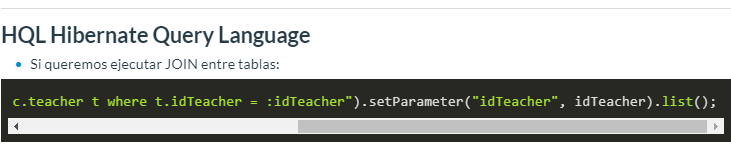 HQL Hibernate Query Language
Si queremos ejecutar JOIN entre tablas:
c.teacher t where t.idTeacher = :idTeacher").setParameter("idTeacher", idTeacher).list();